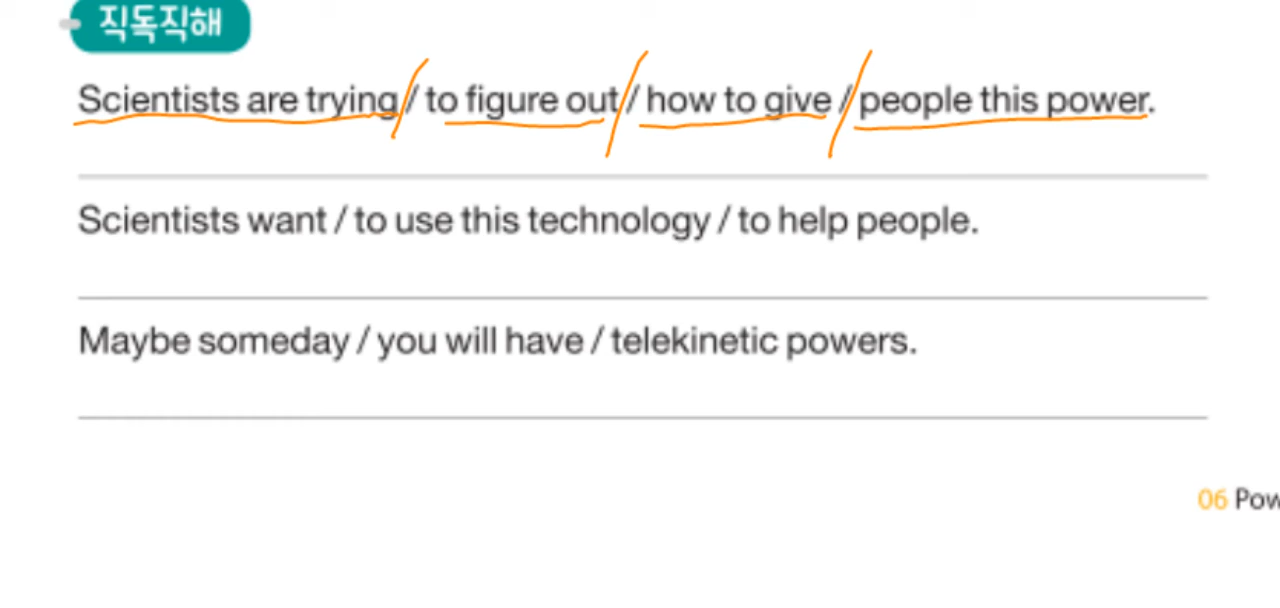 직독직해
Scientists are trying / to figure out / how to give / people this power.
Scientists want / to use this technology / to help people.
Maybe someday / you will have / telekinetic powers.
06 Pow